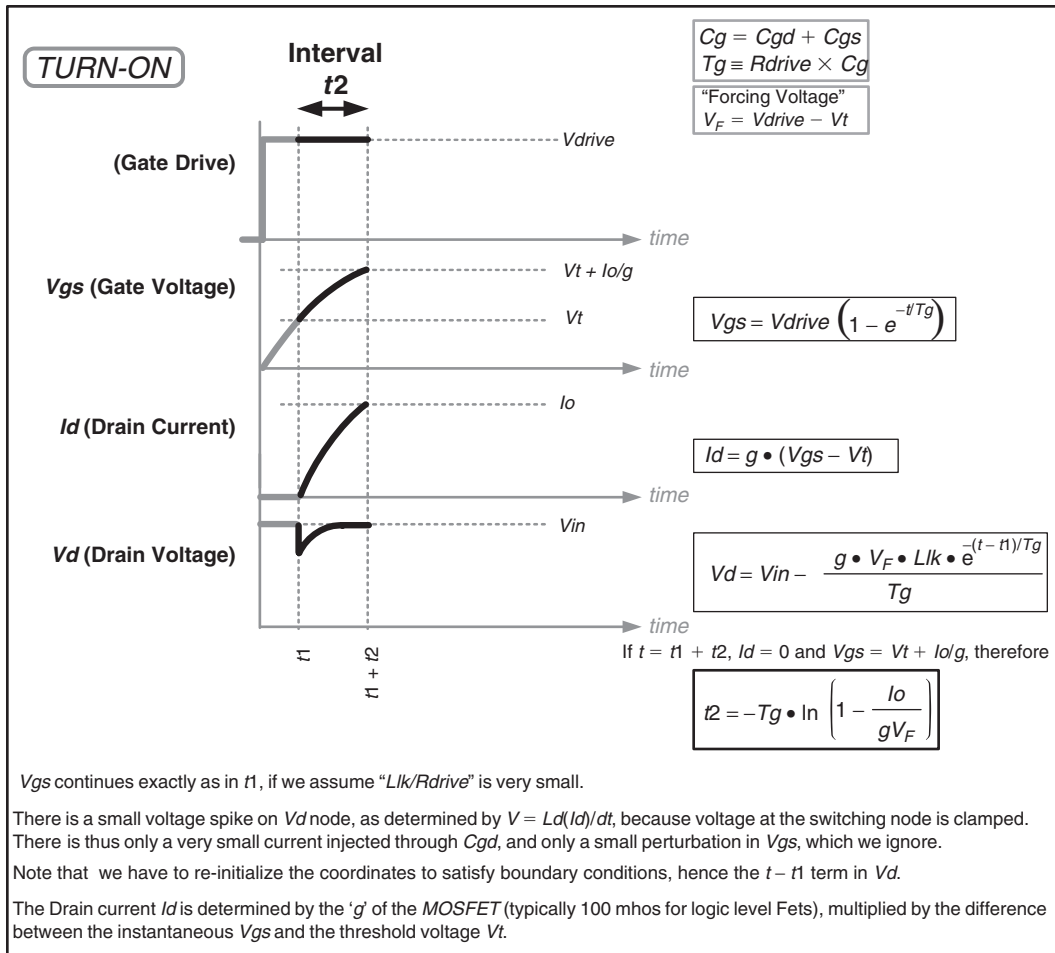 TURN-ON
Interval
t2
Cg = Cgd + Cgs
Tg ≡ Rdrive × Cg
“Forcing Voltage”
V_F = Vdrive − Vt
(Gate Drive)
Vdrive
time
Vgs (Gate Voltage)
Vt + Io/g
Vt
Vgs = Vdrive (1 − e^−t/Tg)
time
Id (Drain Current)
Io
Id = g • (Vgs − Vt)
time
Vd (Drain Voltage)
Vin
Vd = Vin − g • V_F • Llk • e^−(t − t1)/Tg / Tg
time
t1
t1 + t2
If t = t1 + t2, Id = 0 and Vgs = Vt + Io/g, therefore
t2 = −Tg • ln (1 − Io / gV_F)
Vgs continues exactly as in t1, if we assume “Llk/Rdrive” is very small.
There is a small voltage spike on Vd node, as determined by V = Ld(Id)/dt, because voltage at the switching node is clamped.
There is thus only a very small current injected through Cgd, and only a small perturbation in Vgs, which we ignore.
Note that we have to re-initialize the coordinates to satisfy boundary conditions, hence the t − t1 term in Vd.
The Drain current Id is determined by the ‘g’ of the MOSFET (typically 100 mhos for logic level Fets), multiplied by the difference
between the instantaneous Vgs and the threshold voltage Vt.